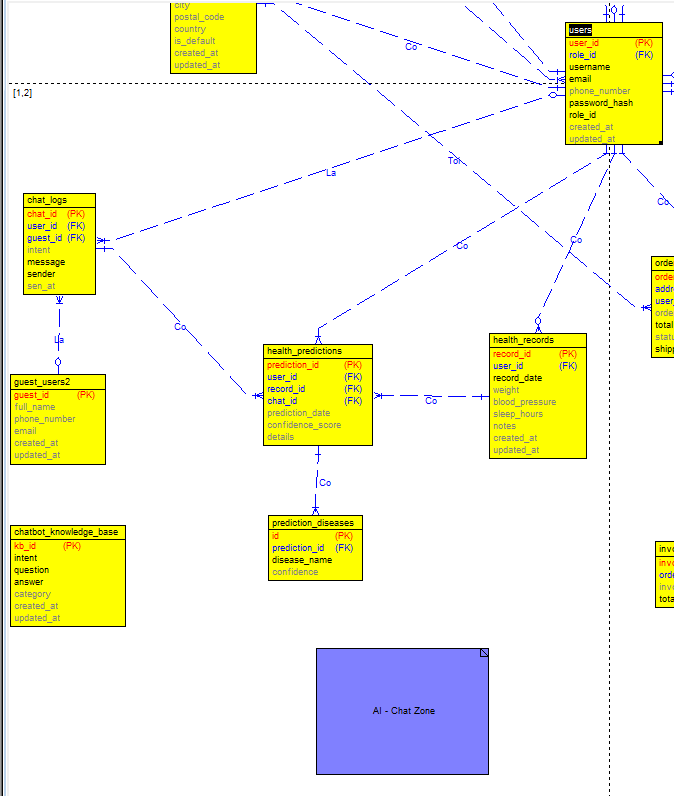 city
postal_code
country
is_default
created_at
updated_at
Co
users
user_id (PK)
role_id (FK)
username
email
phone_number
password_hash
role_id
created_at
updated_at
[1,2]
La
Tol
Co
chat_logs
chat_id (PK)
user_id (FK)
guest_id (FK)
intent
message
sender
sen_at
Co
Co
Co
La
orde
orde
addr
user_
orde
total
statu
shipp
health_predictions
prediction_id (PK)
user_id (FK)
record_id (FK)
chat_id (FK)
prediction_date
confidence_score
details
health_records
record_id (PK)
user_id (FK)
record_date
weight
blood_pressure
sleep_hours
notes
created_at
updated_at
Co
guest_users2
guest_id (PK)
full_name
phone_number
email
created_at
updated_at
Co
prediction_diseases
id (PK)
prediction_id (FK)
disease_name
confidence
chatbot_knowledge_base
kb_id (PK)
intent
question
answer
category
created_at
updated_at
invo
invo
orde
invo
tota
AI - Chat Zone